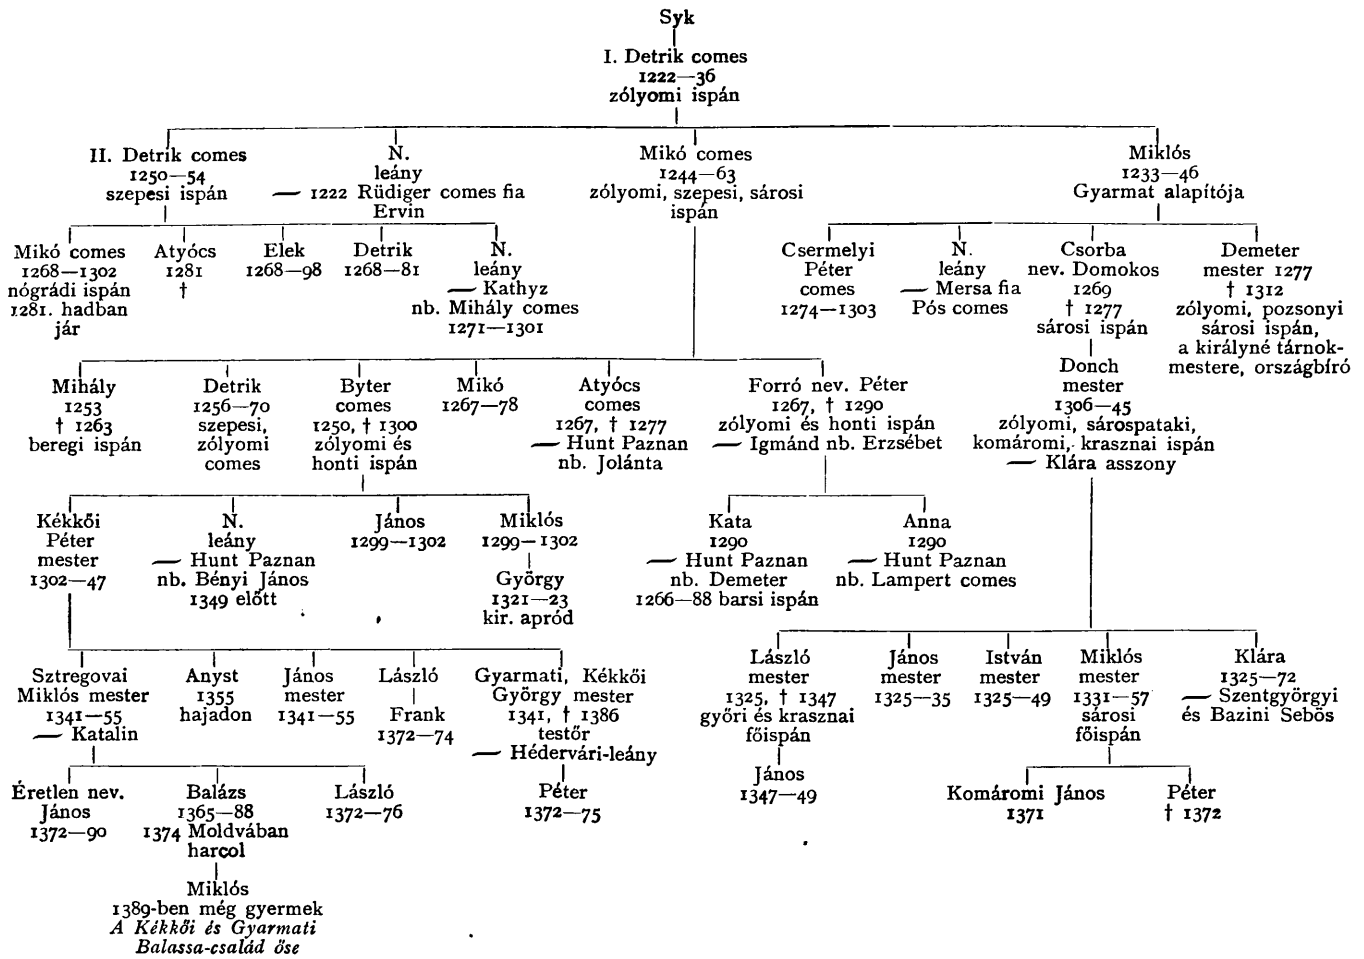 Syk
I. Detrik comes
1222—36
zólyomi ispán
II. Detrik comes
1250—54
szepesi ispán
N.
leány
— 1222 Rüdiger comes fia
Ervin
Mikó comes
1244—63
zólyomi, szepesi, sárosi
ispán
Miklós
1233—46
Gyarmat alapítója
Mikó comes
1268—1302
nógrádi ispán
1281. hadban
jár
Atyócs
1281
†
Elek
1268—98
Detrik
1268—81
N.
leány
— Kathyz
nb. Mihály comes
1271—1301
Csermelyi
Péter
comes
1274—1303
N.
leány
— Mersa fia
Pós comes
Csorba
nev. Domokos
1269
† 1277
sárosi ispán
Demeter
mester 1277
† 1312
zólyomi, pozsonyi
sárosi ispán,
a királyné tárnok-
mestere, országbíró
Mihály
1253
† 1263
beregi ispán
Detrik
1256—70
szepesi,
zólyomi
comes
Byter
comes
1250, † 1300
zólyomi és
honti ispán
Mikó
1267—78
Atyócs
comes
1267, † 1277
— Hunt Paznan
nb. Jolánta
Forró nev. Péter
1267, † 1290
zólyomi és honti ispán
— Igmánd nb. Erzsébet
Donch
mester
1306—45
zólyomi, sárospataki,
komáromi, krasznai ispán
— Klára asszony
Kékkői
Péter
mester
1302—47
N.
leány
— Hunt Paznan
nb. Bényi János
1349 előtt
János
1299—1302
Miklós
1299—1302
György
1321—23
kir. apród
Kata
1290
— Hunt Paznan
nb. Demeter
1266—88 barsi ispán
Anna
1290
— Hunt Paznan
nb. Lampert comes
Sztregovai
Miklós mester
1341—55
— Katalin
Anyst
1355
hajadon
János
mester
1341—55
László
Frank
1372—74
Gyarmati, Kékkői
György mester
1341, † 1386
testőr
— Hédervári-leány
László
mester
1325, † 1347
győri és krasznai
főispán
János
mester
1325—35
István
mester
1325—49
Miklós
mester
1331—57
sárosi
főispán
Klára
1325—72
— Szentgyörgyi
és Bazini Sebös
Éretlen nev.
János
1372—90
Balázs
1365—88
1374 Moldvában
harcol
László
1372—76
Péter
1372—75
János
1347—49
Komáromi János
1371
Péter
† 1372
Miklós
1389-ben még gyermek
A Kékkői és Gyarmati
Balassa-család őse